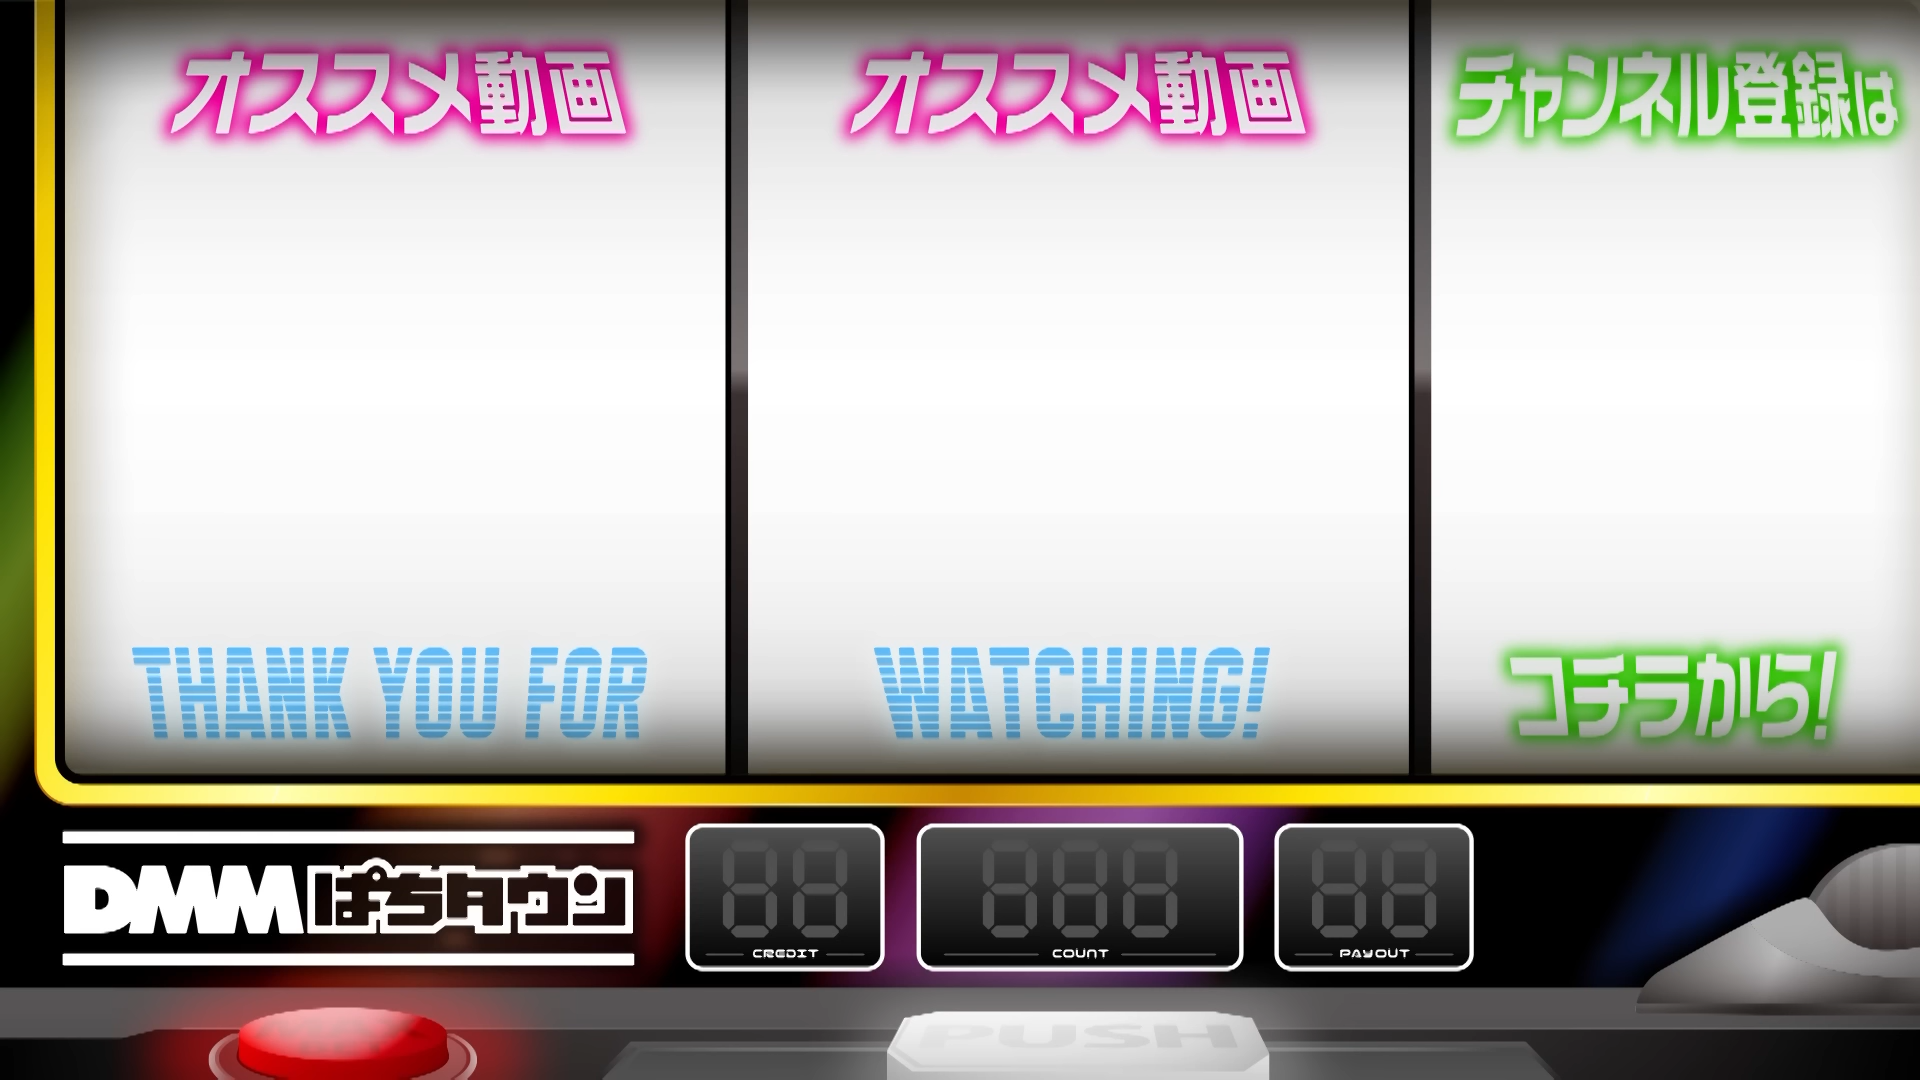 オススメ動画
オススメ動画
チャンネル登録は
THANK YOU FOR
WATCHING!
コチラから!
DMMぱちタウン
CREDIT
COUNT
PAYOUT
PUSH